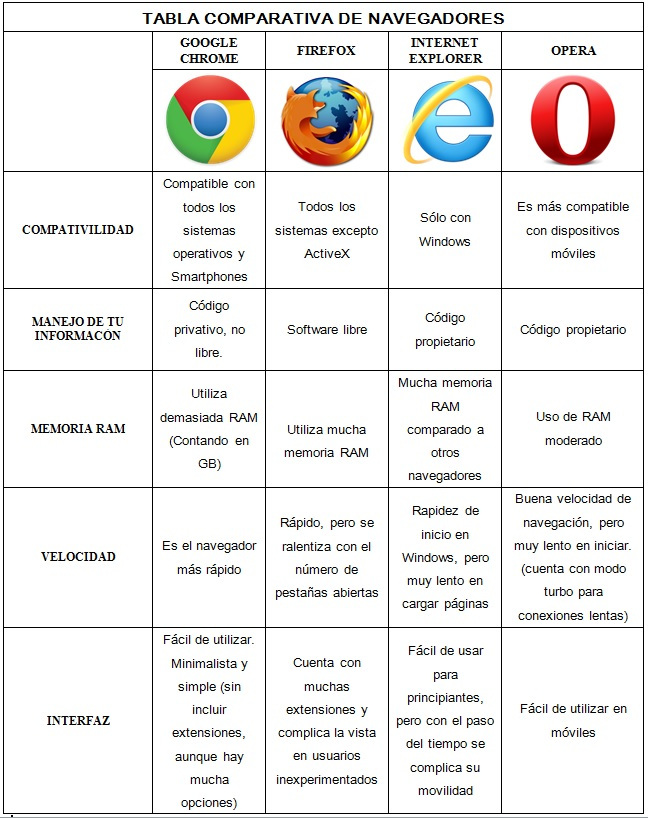 TABLA COMPARATIVA DE NAVEGADORES
GOOGLE
CHROME
FIREFOX
INTERNET
EXPLORER
OPERA
COMPATIVILIDAD
Compatible con
todos los
sistemas
operativos y
Smartphones
Todos los
sistemas excepto
ActiveX
Sólo con
Windows
Es más compatible
con dispositivos
móviles
MANEJO DE TU
INFORMACÓN
Código
privativo, no
libre.
Software libre
Código
propietario
Código propietario
MEMORIA RAM
Utiliza
demasiada RAM
(Contando en
GB)
Utiliza mucha
memoria RAM
Mucha memoria
RAM
comparado a
otros
navegadores
Uso de RAM
moderado
VELOCIDAD
Es el navegador
más rápido
Rápido, pero se
ralentiza con el
número de
pestañas abiertas
Rapidez de
inicio en
Windows, pero
muy lento en
cargar páginas
Buena velocidad de
navegación, pero
muy lento en iniciar.
(cuenta con modo
turbo para
conexiones lentas)
INTERFAZ
Fácil de utilizar.
Minimalista y
simple (sin
incluir
extensiones,
aunque hay
mucha
opciones)
Cuenta con
muchas
extensiones y
complica la vista
en usuarios
inexperimentados
Fácil de usar
para
principiantes,
pero con el paso
del tiempo se
complica su
movilidad
Fácil de utilizar en
móviles